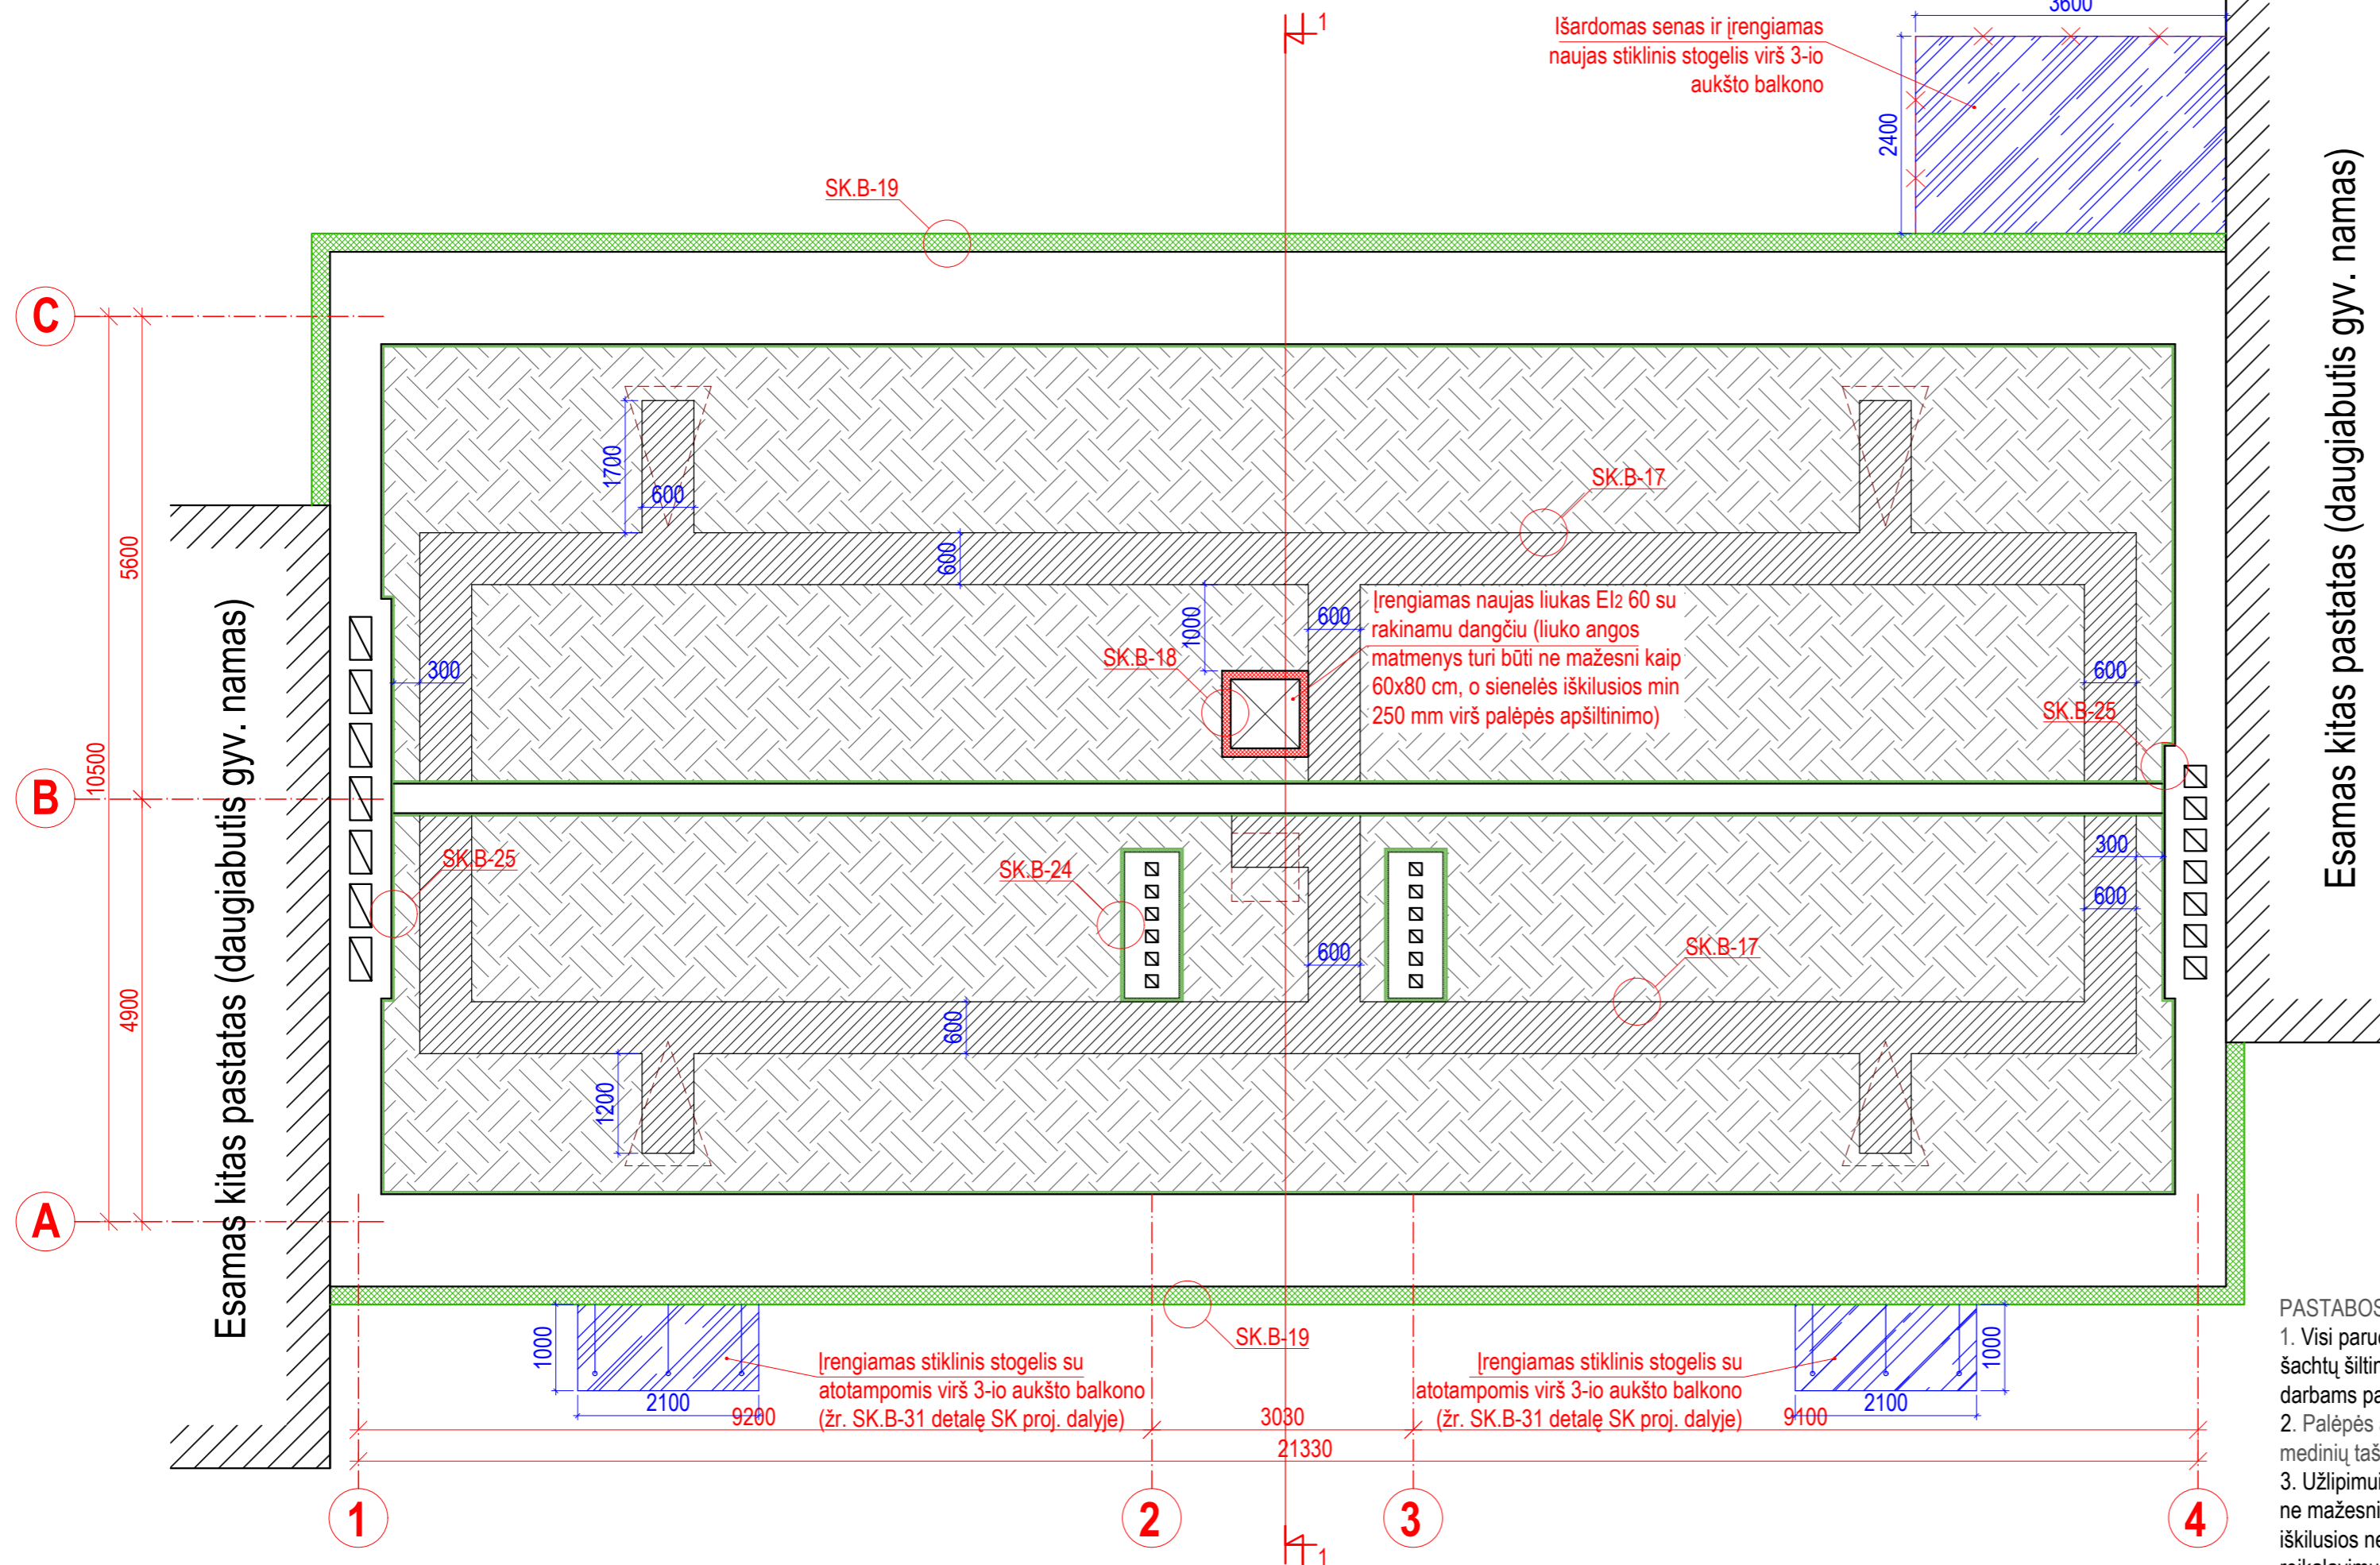 1
3600
Išardomas senas ir įrengiamas
naujas stiklinis stogelis virš 3-io
aukšto balkono
2400
SK.B-19
C
Esamas kitas pastatas (daugiabutis gyv. namas)
1700
600
SK.B-17
5600
600
1000
600
Įrengiamas naujas liukas EI2 60 su
rakinamu dangčiu (liuko angos
matmenys turi būti ne mažesni kaip
60x80 cm, o sienelės iškilusios min
250 mm virš palėpės apšiltinimo)
SK.B-18
300
600
SK.B-25
10500
B
Esamas kitas pastatas (daugiabutis gyv. namas)
SK.B-25
SK.B-24
300
600
600
SK.B-17
4900
600
1200
A
SK.B-19
1000
2100
Įrengiamas stiklinis stogelis su
atotampomis virš 3-io aukšto balkono
(žr. SK.B-31 detalę SK proj. dalyje)
Įrengiamas stiklinis stogelis su
atotampomis virš 3-io aukšto balkono
(žr. SK.B-31 detalę SK proj. dalyje)
1000
2100
9200
3030
9100
21330
1
2
3
4
1
PASTABOS
1. Visi
šachtų
darbams
2. Palėpės
medinių
3.
ne
iškilusios